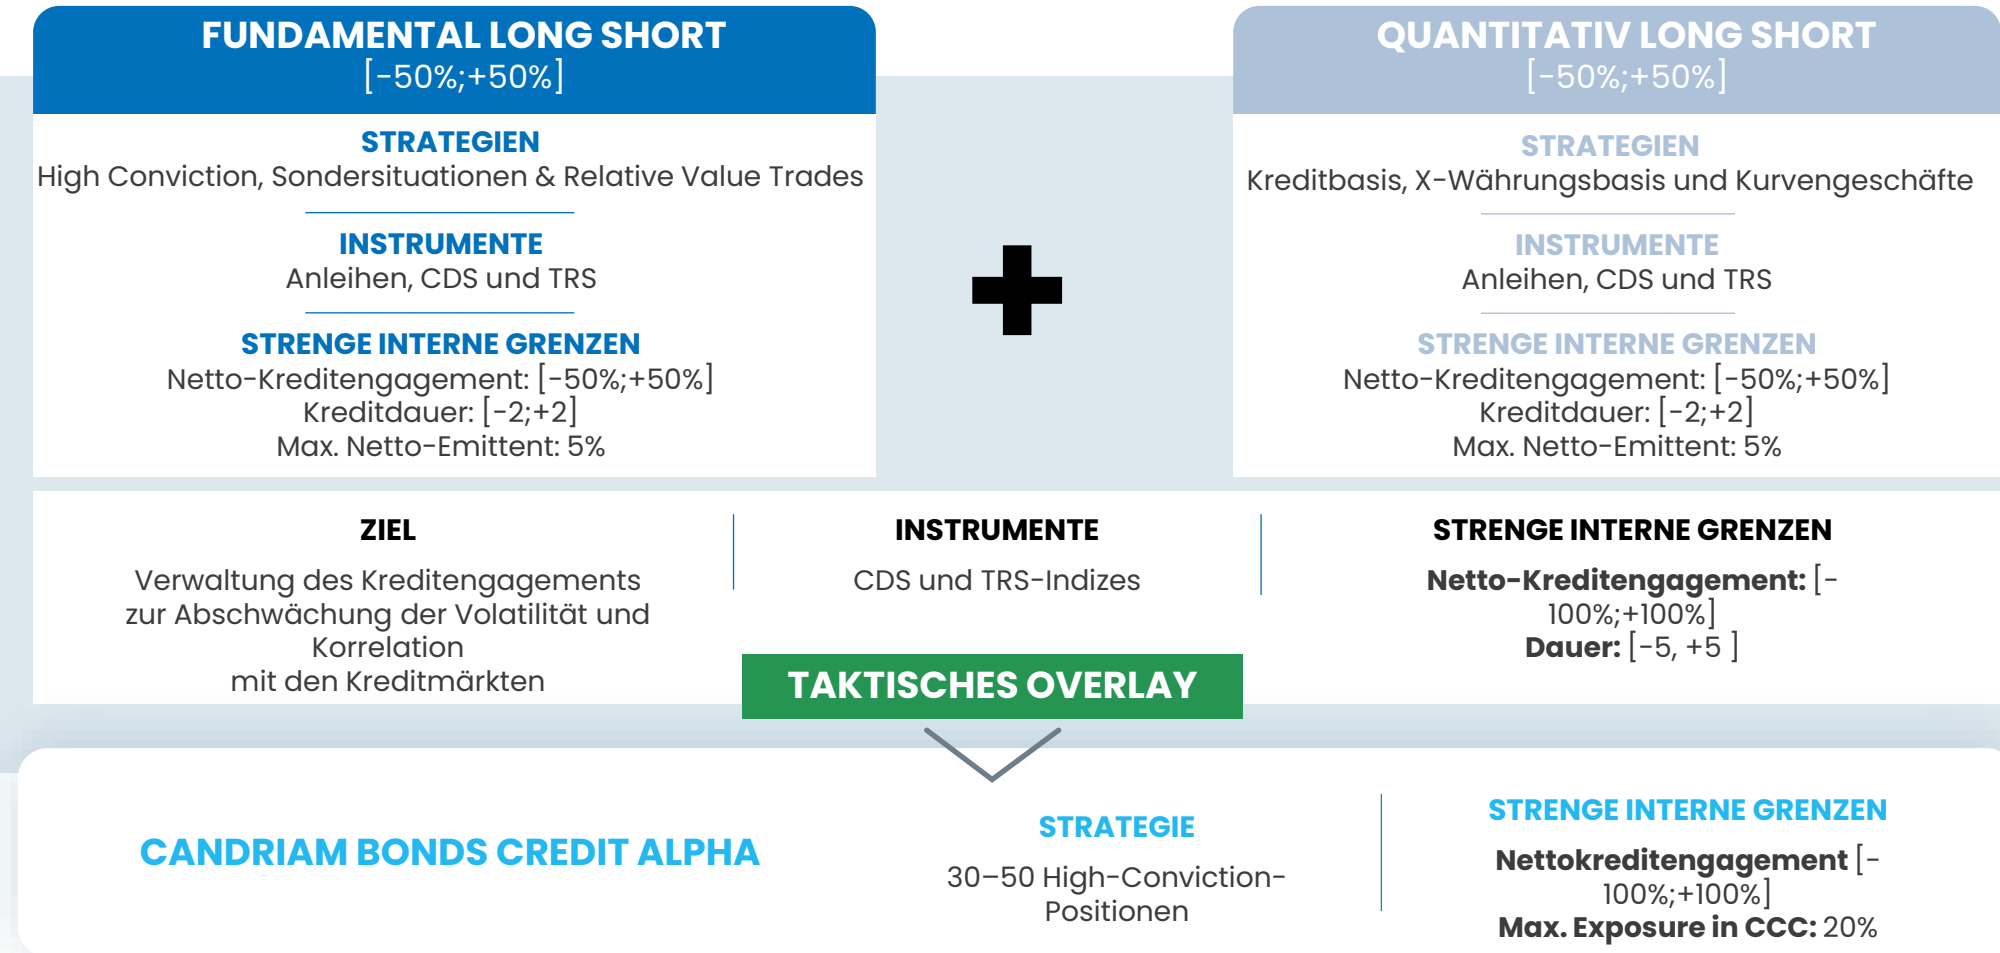 FUNDAMENTAL LONG SHORT
[-50%;+50%]
STRATEGIEN
High Conviction, Sondersituationen & Relative Value Trades
INSTRUMENTE
Anleihen, CDS und TRS
STRENGE INTERNE GRENZEN
Netto-Kreditengagement: [-50%;+50%]
Kreditdauer: [-2;+2]
Max. Netto-Emittent: 5%
QUANTITATIV LONG SHORT
[-50%;+50%]
STRATEGIEN
Kreditbasis, X-Währungsbasis und Kurvengeschäfte
INSTRUMENTE
Anleihen, CDS und TRS
STRENGE INTERNE GRENZEN
Netto-Kreditengagement: [-50%;+50%]
Kreditdauer: [-2;+2]
Max. Netto-Emittent: 5%
ZIEL
Verwaltung des Kreditengagements
zur Abschwächung der Volatilität und
Korrelation
mit den Kreditmärkten
INSTRUMENTE
CDS und TRS-Indizes
STRENGE INTERNE GRENZEN
Netto-Kreditengagement: [-
100%;+100%]
Dauer: [-5, +5 ]
TAKTISCHES OVERLAY
CANDRIAM BONDS CREDIT ALPHA
STRATEGIE
30–50 High-Conviction-
Positionen
STRENGE INTERNE GRENZEN
Nettokreditengagement [-
100%;+100%]
Max. Exposure in CCC: 20%